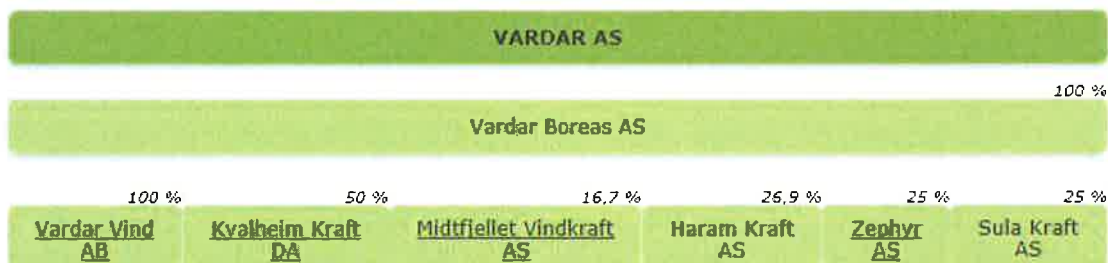 VARDAR AS
100 %
Vardar Boreas AS
100 % 50 % 16,7 % 26,9 % 25 % 25 %
Vardar Vind Kvalheim Kraft Midtfjellet Vindkraft Haram Kraft Zephyr Sula Kraft
AB DA AS AS AS AS